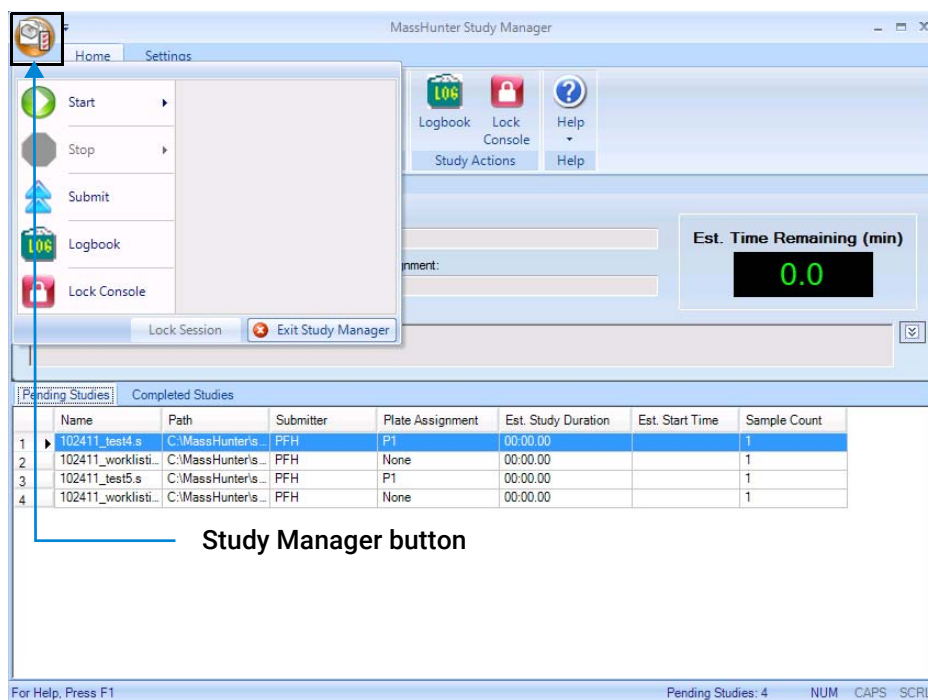 MassHunter Study Manager
Home Settings
Start
Stop
Submit
LOG Logbook
Lock Console
Lock Session Exit Study Manager
LOG
Logbook Lock Console Help
Study Actions Help
nment:
Est. Time Remaining (min)
0.0
Pending Studies Completed Studies
Name Path Submitter Plate Assignment Est. Study Duration Est. Start Time Sample Count
1 102411_test4.s C:\MassHunter\s... PFH P1 00:00.00 1
2 102411_worklisti... C:\MassHunter\s... PFH None 00:00.00 1
3 102411_test5.s C:\MassHunter\s... PFH P1 00:00.00 1
4 102411_worklisti... C:\MassHunter\s... PFH None 00:00.00 1
Study Manager button
For Help, Press F1 Pending Studies: 4 NUM CAPS SCRL